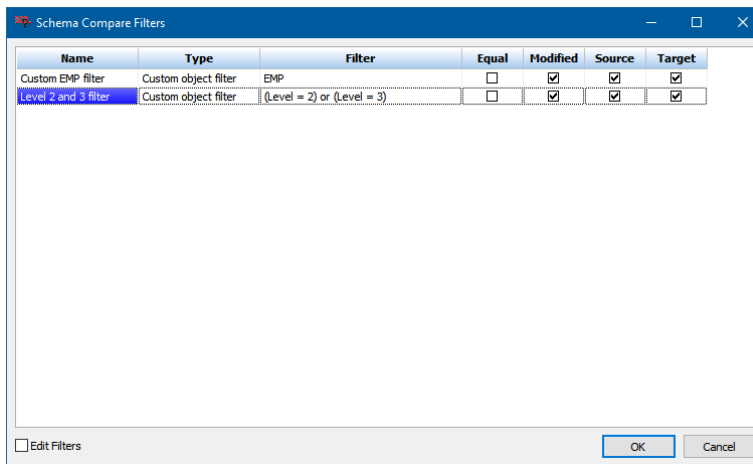 Schema Compare Filters
Name Type Filter Equal Modified Source Target
Custom EMP filter Custom object filter EMP
Level 2 and 3 filter Custom object filter (Level = 2) or (Level = 3)
Edit Filters OK Cancel